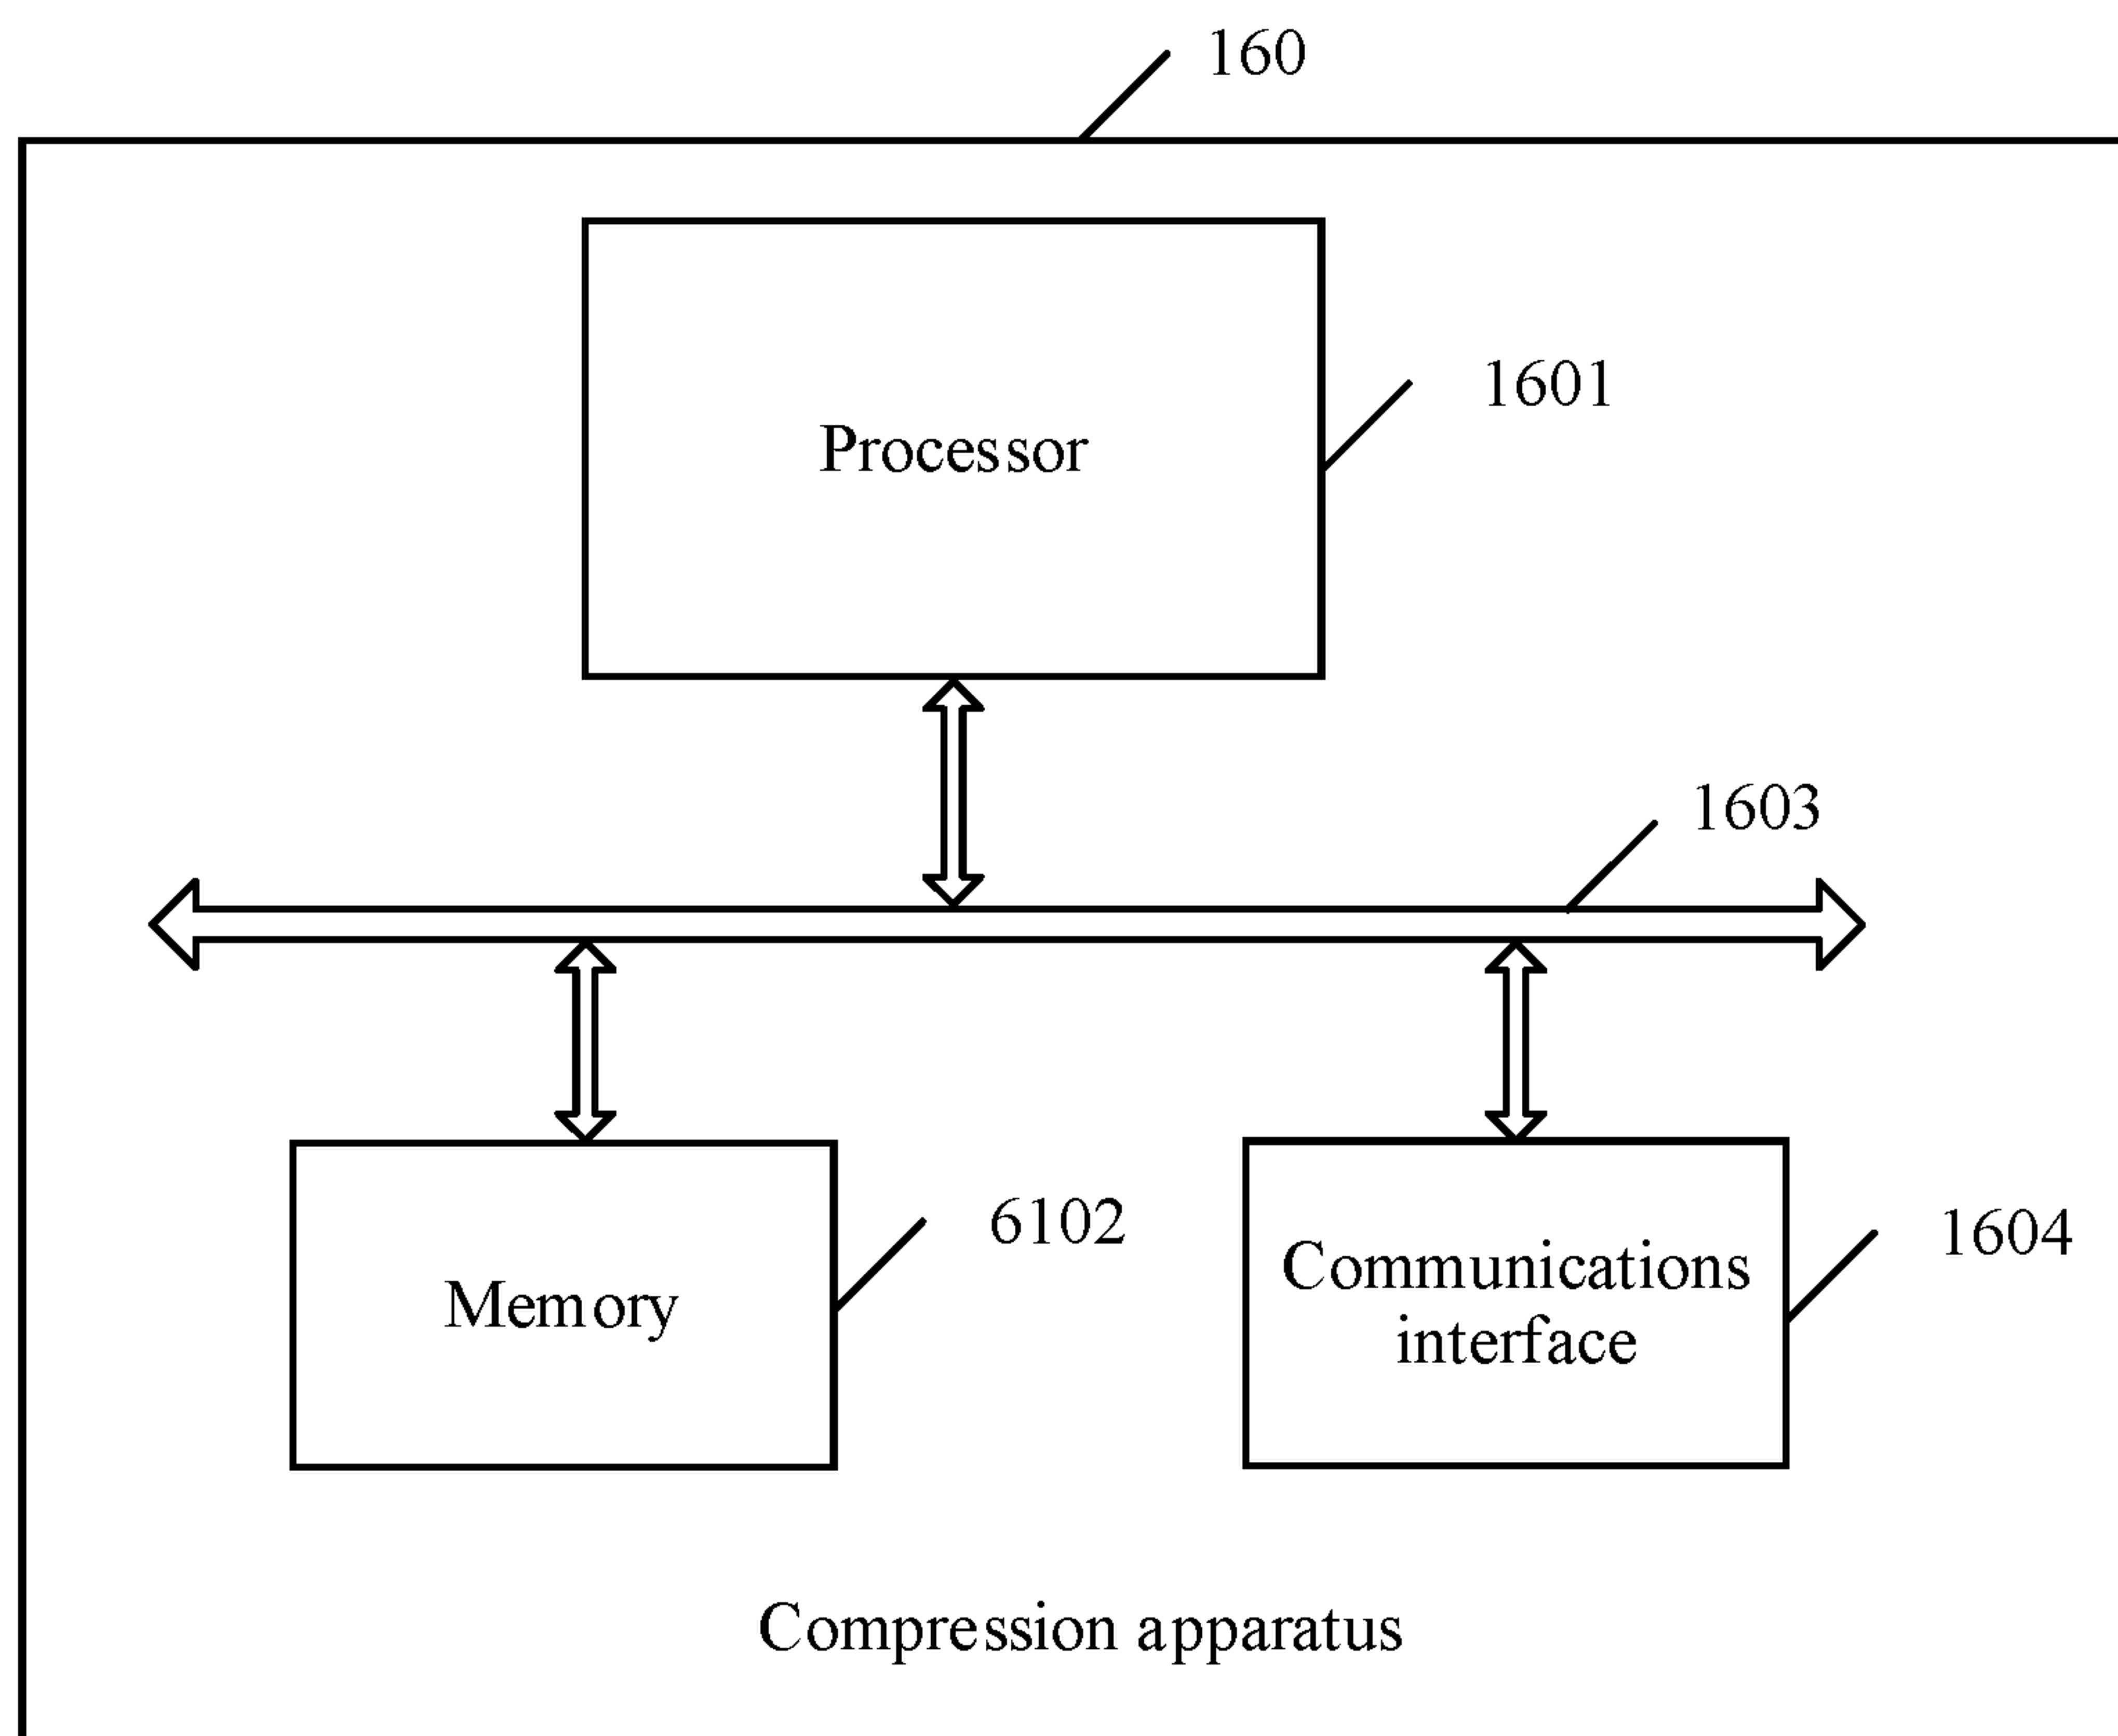 160
1601
Processor
1603
6102
1604
Memory
Communications
interface
Compression apparatus